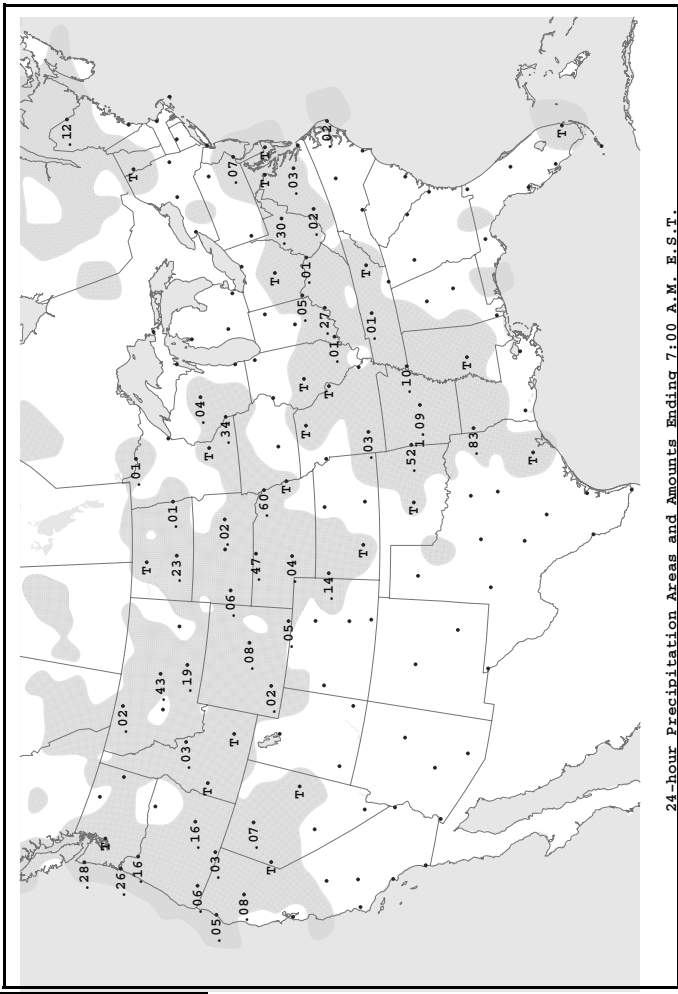 .12
.28
T
.26
.02
T
.01
.16
T
.43
.01
.23
.03
.19
.16
.06
.04
T
T
.03
.05
.02
.34
.06
.07
T
.08
.08
.07
.47
.60
T
T
T
.02
T
.30
T
.05
.04
.03
T
.05
T
.01
T
.02
.27
.02
.14
T
.01
T
T
.03
.01
.10
.52
T
1.09
T
.83
T
T
24-hour Precipitation Areas and Amounts Ending 7:00 A.M. E.S.T.